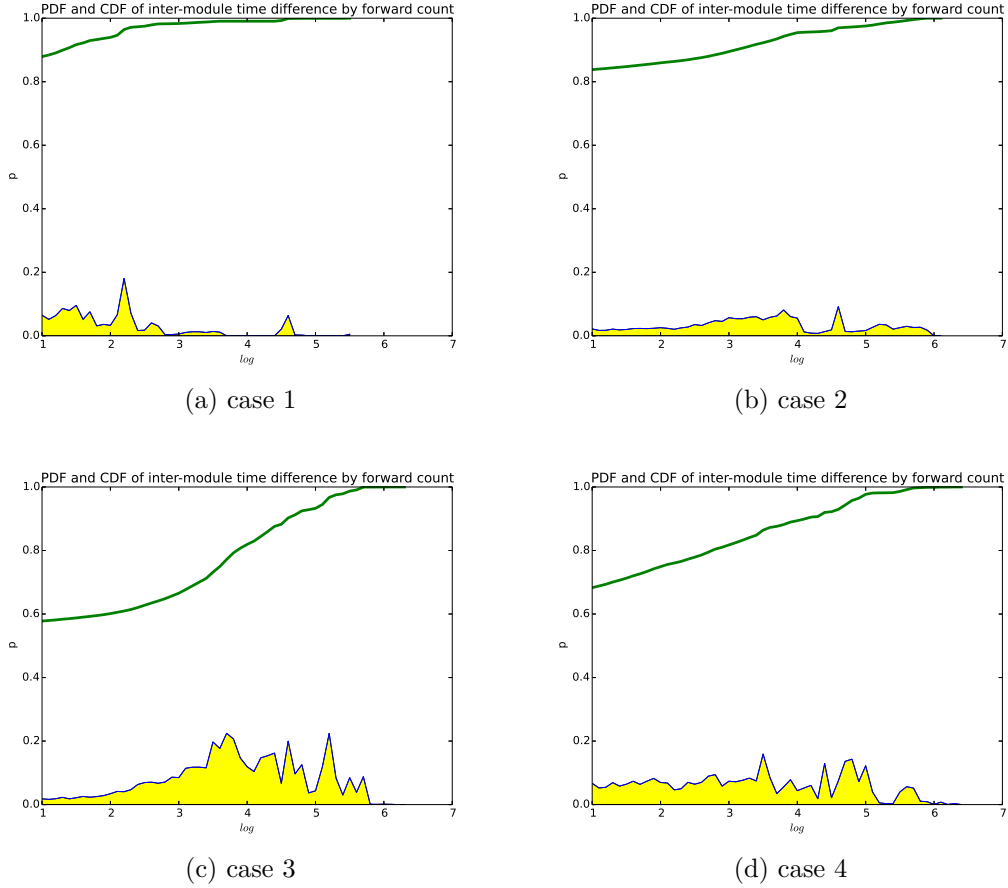 PDF and CDF of inter-module time difference by forward count
1.0
0.8
0.6
p
0.4
0.2
0.0
1 2 3 4 5 6 7
log
(a) case 1
PDF and CDF of inter-module time difference by forward count
1.0
0.8
0.6
p
0.4
0.2
0.0
1 2 3 4 5 6 7
log
(b) case 2
PDF and CDF of inter-module time difference by forward count
1.0
0.8
0.6
p
0.4
0.2
0.0
1 2 3 4 5 6 7
log
(c) case 3
PDF and CDF of inter-module time difference by forward count
1.0
0.8
0.6
p
0.4
0.2
0.0
1 2 3 4 5 6 7
log
(d) case 4